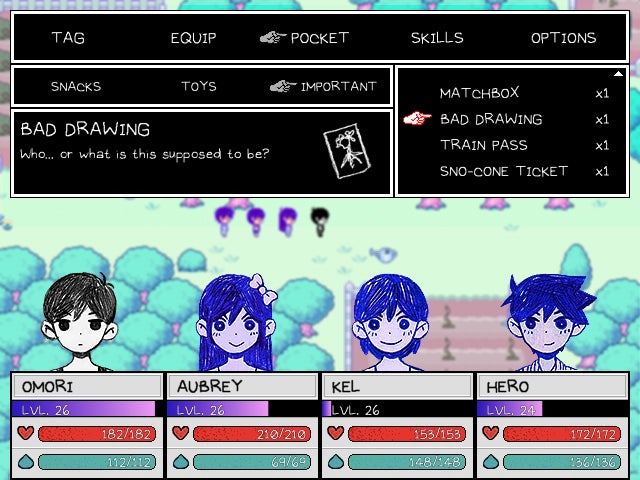 TAG EQUIP POCKET SKILLS OPTIONS
SNACKS TOYS IMPORTANT
BAD DRAWING
Who... or what is this supposed to be?
MATCHBOX x1
BAD DRAWING x1
TRAIN PASS x1
SNO-CONE TICKET x1
OMORI AUBREY KEL HERO
LVL. 26 LVL. 26 LVL. 26 LVL. 24
182/182 210/210 153/153 172/172
112/112 69/69 148/148 136/136